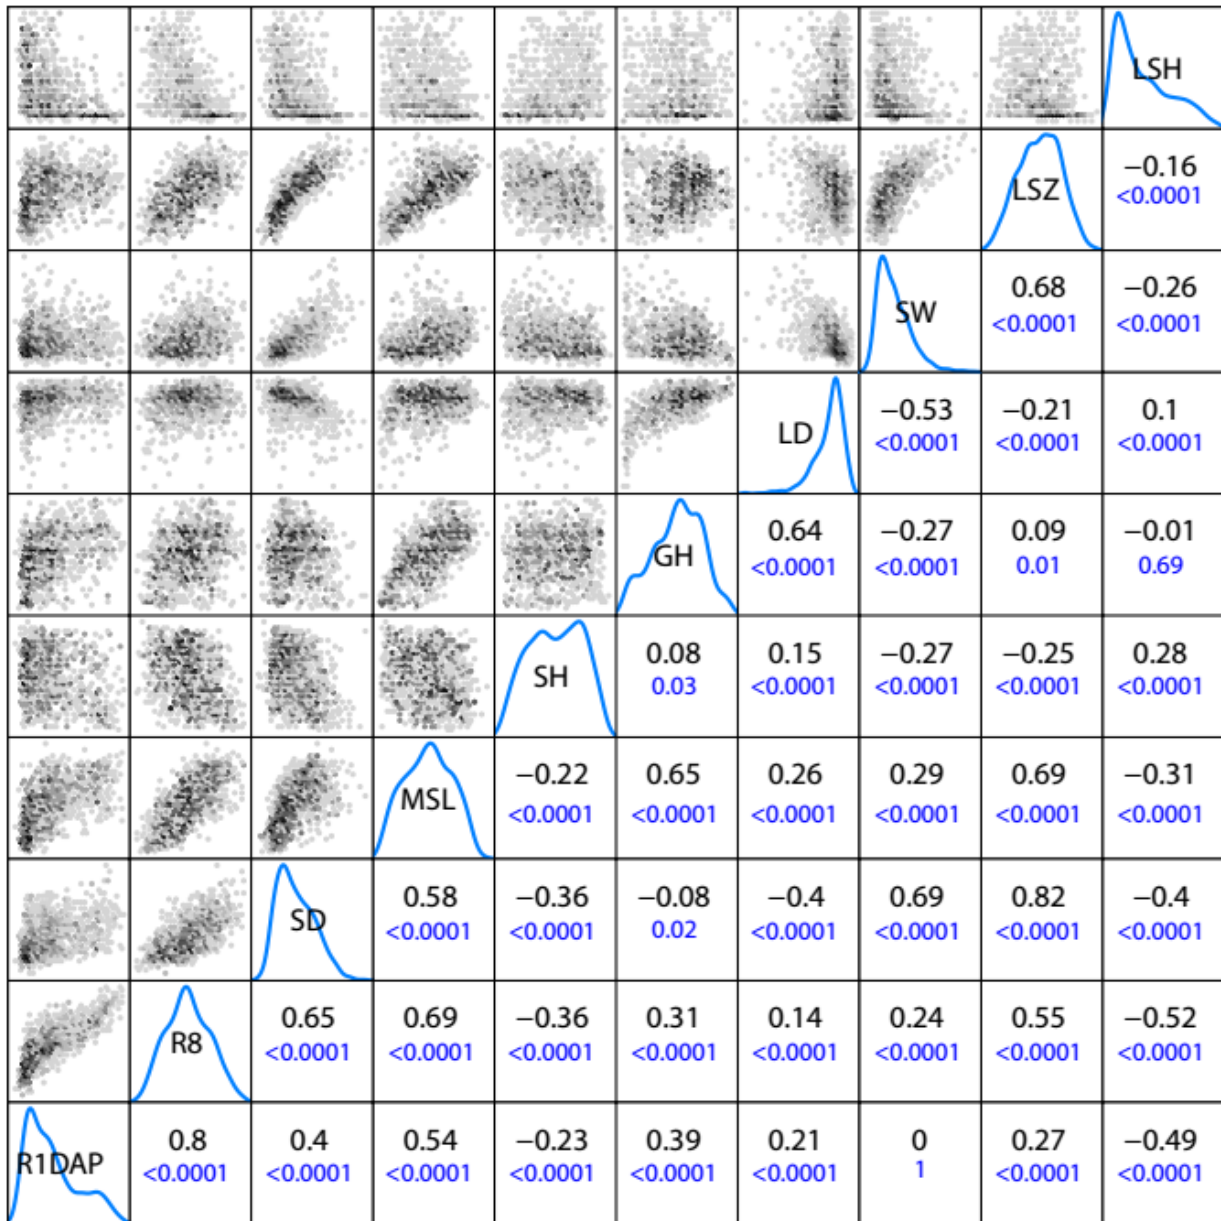 LSH
LSZ
−0.16
<0.0001
SW
0.68 −0.26
<0.0001 <0.0001
LD
−0.53 −0.21 0.1
<0.0001 <0.0001 <0.0001
GH
0.64 −0.27 0.09 −0.01
<0.0001 <0.0001 0.01 0.69
SH
0.08 0.15 −0.27 −0.25 0.28
0.03 <0.0001 <0.0001 <0.0001 <0.0001
MSL
−0.22 0.65 0.26 0.29 0.69 −0.31
<0.0001 <0.0001 <0.0001 <0.0001 <0.0001 <0.0001
SD
0.58 −0.36 −0.08 −0.4 0.69 0.82 −0.4
<0.0001 <0.0001 0.02 <0.0001 <0.0001 <0.0001 <0.0001
R8
0.65 0.69 −0.36 0.31 0.14 0.24 0.55 −0.52
<0.0001 <0.0001 <0.0001 <0.0001 <0.0001 <0.0001 <0.0001 <0.0001
R1DAP
0.8 0.4 0.54 −0.23 0.39 0.21 0 0.27 −0.49
<0.0001 <0.0001 <0.0001 <0.0001 <0.0001 <0.0001 1 <0.0001 <0.0001